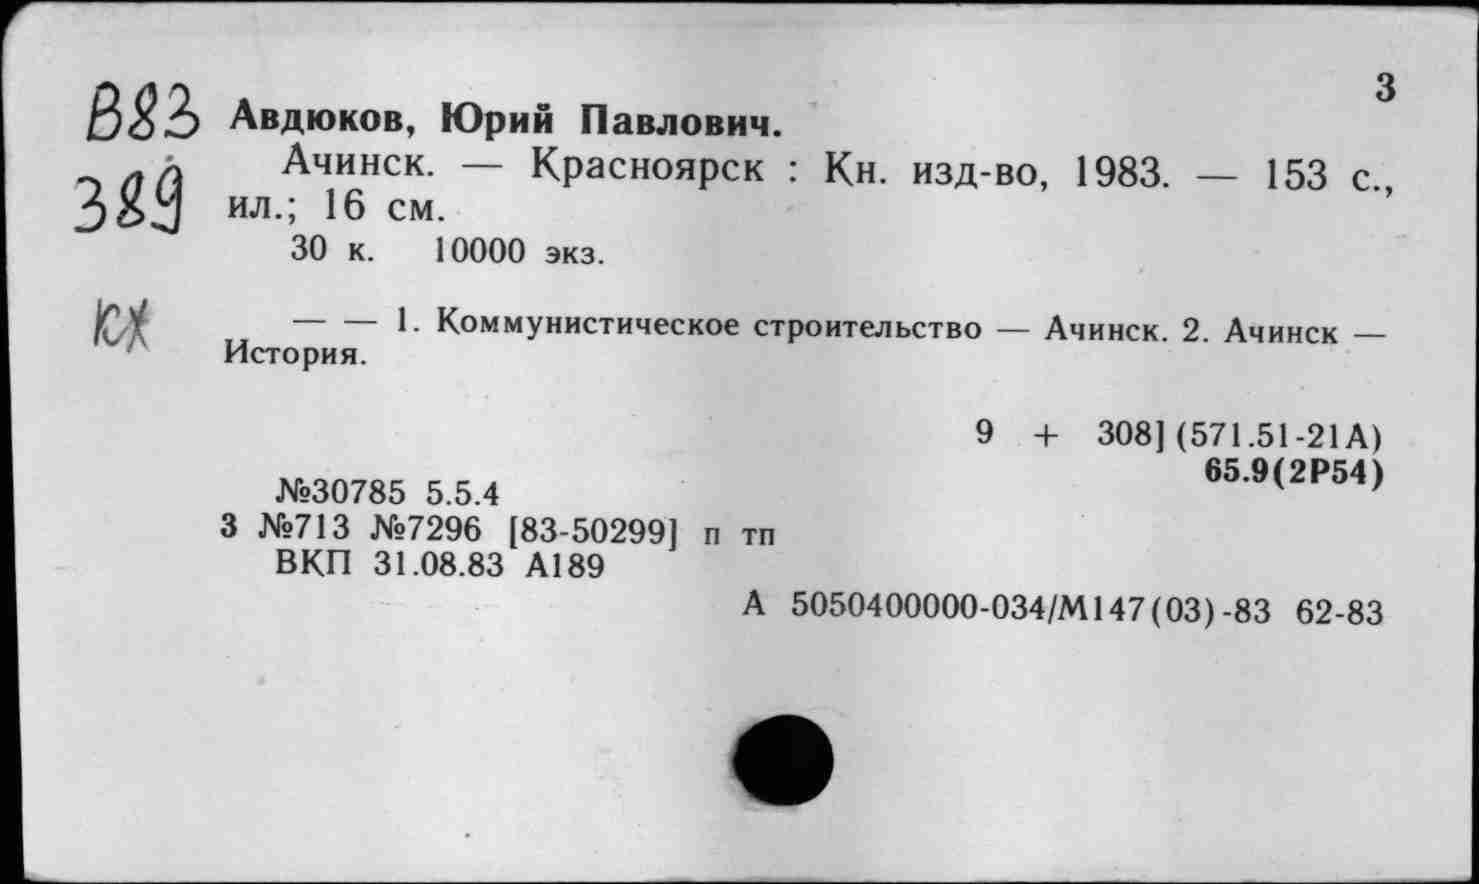 3
В83 Авдюков, Юрий Павлович.
Ачинск. — Красноярск : Кн. изд-во, 1983. — 153 с.,
389 ил.; 16 см.
30 к. 10000 экз.
КХ
— — 1. Коммунистическое строительство — Ачинск. 2. Ачинск —
История.
9 + 308] (571.51-21А)
65.9(2Р54)
№30785 5.5.4
3 №713 №7296 [83-50299] п тп
ВКП 31.08.83 А189
А 5050400000-034/М147(03)-83 62-83